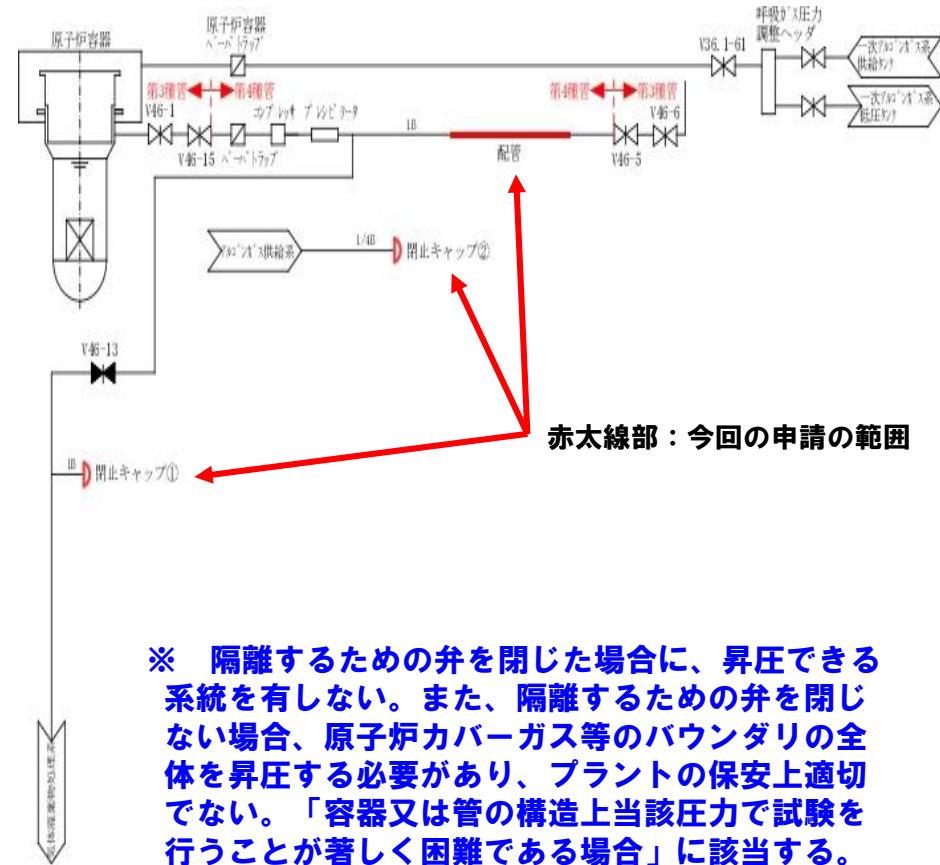 原子炉容器
原子炉容器
ベーパトラップ
呼吸ガス圧力
調整ヘッダ
V36.1-61
一次アルゴンガス系
供給タンク
一次アルゴンガス系
低圧タンク
第3種管
第4種管
V46-1
V46-15
ベーパトラップ
コンプレッサ
プレシピテータ
1B
配管
第4種管
第3種管
V46-6
V46-5
アルゴンガス供給系
1/4B
閉止キャップ②
V46-13
赤太線部：今回の申請の範囲
1B
閉止キャップ①
気体廃棄物処理系
※　隔離するための弁を閉じた場合に、昇圧できる
系統を有しない。また、隔離するための弁を閉じ
ない場合、原子炉カバーガス等のバウンダリの全
体を昇圧する必要があり、プラントの保安上適切
でない。「容器又は管の構造上当該圧力で試験を
行うことが著しく困難である場合」に該当する。